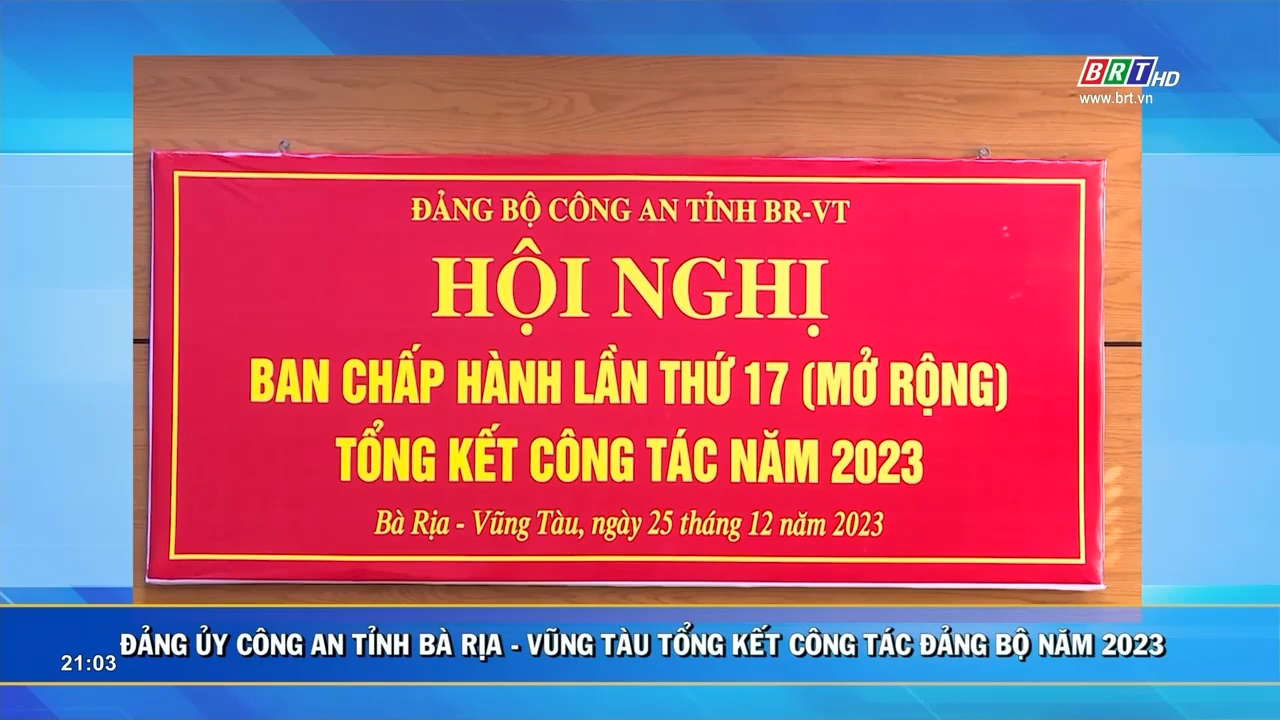 BRT HD
www.brt.vn
ĐẢNG BỘ CÔNG AN TỈNH BR-VT
HỘI NGHỊ
BAN CHẤP HÀNH LẦN THỨ 17 (MỞ RỘNG)
TỔNG KẾT CÔNG TÁC NĂM 2023
Bà Rịa - Vũng Tàu, ngày 25 tháng 12 năm 2023
ĐẢNG ỦY CÔNG AN TỈNH BÀ RỊA - VŨNG TÀU TỔNG KẾT CÔNG TÁC ĐẢNG BỘ NĂM 2023
21:03